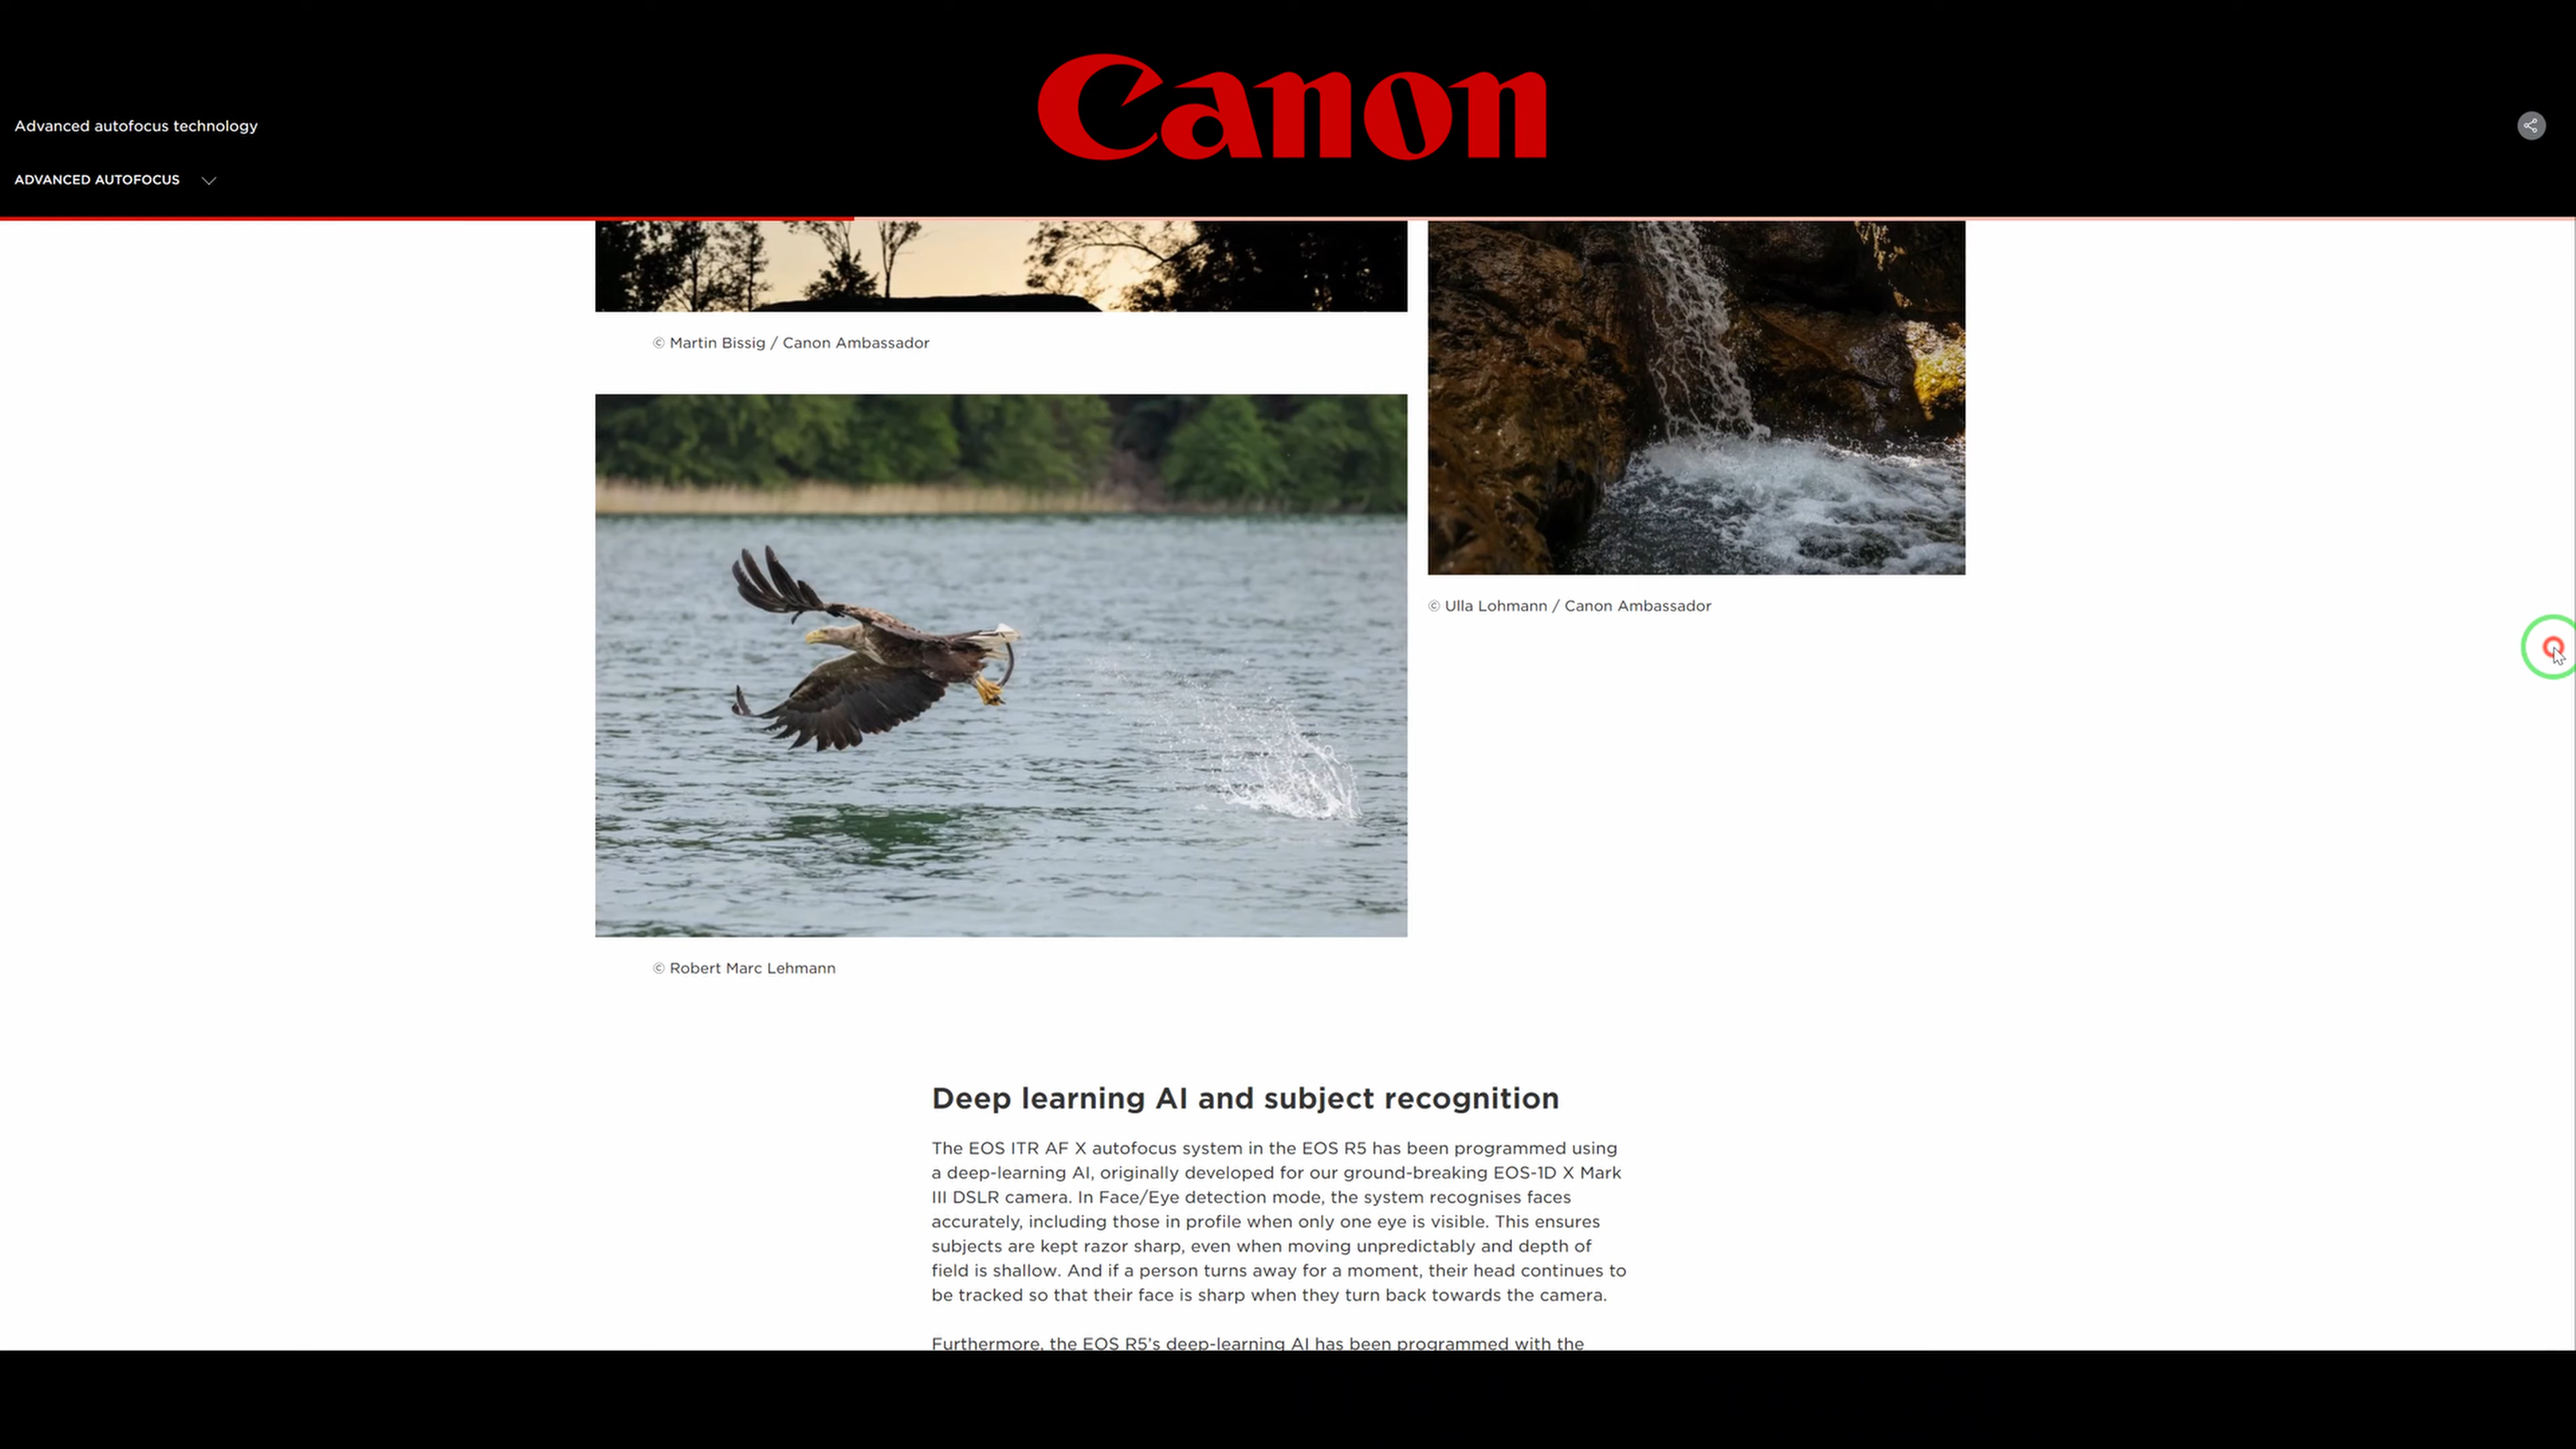 Canon
Advanced autofocus technology
ADVANCED AUTOFOCUS
© Martin Bissig / Canon Ambassador
© Ulla Lohmann / Canon Ambassador
© Robert Marc Lehmann
Deep learning AI and subject recognition
The EOS ITR AF X autofocus system in the EOS R5 has been programmed using
a deep-learning AI, originally developed for our ground-breaking EOS-1D X Mark
III DSLR camera. In Face/Eye detection mode, the system recognises faces
accurately, including those in profile when only one eye is visible. This ensures
subjects are kept razor sharp, even when moving unpredictably and depth of
field is shallow. And if a person turns away for a moment, their head continues to
be tracked so that their face is sharp when they turn back towards the camera.
Furthermore, the EOS R5's deep-learning AI has been programmed with the